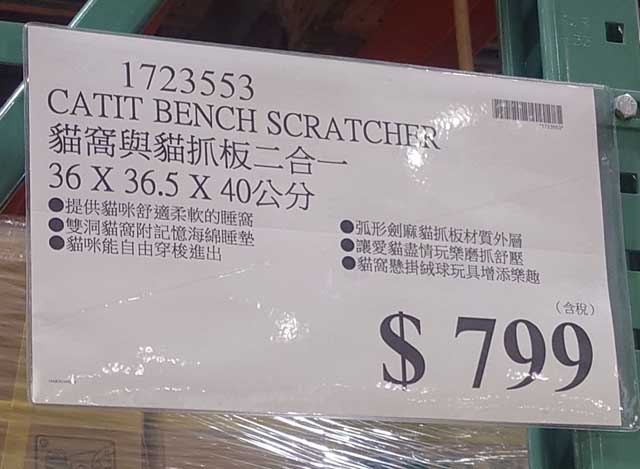 1723553
CATIT BENCH SCRATCHER
貓窩與貓抓板二合一
36 X 36.5 X 40公分
●提供貓咪舒適柔軟的睡窩
●雙洞貓窩附記憶海綿睡墊
●貓咪能自由穿梭進出
●弧形劍麻貓抓板材質外層
●讓愛貓盡情玩樂磨抓舒壓
●貓窩懸掛絨球玩具增添樂趣
(含稅)
$ 799